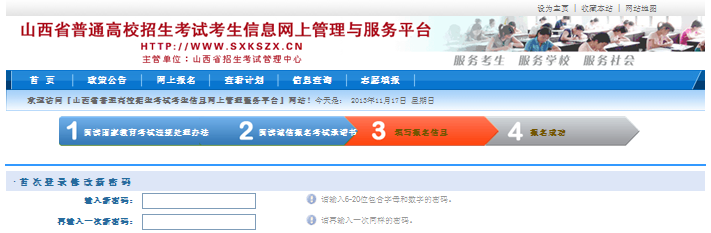 设为主页 | 收藏本站 | 网站地图
山西省普通高校招生考试考生信息网上管理与服务平台
HTTP://WWW.SXKSZX.CN
主管单位：山西省招生考试管理中心
服务考生 服务学校 服务社会
首 页 政策公告 网上报名 查看计划 信息查询 志愿填报
欢迎访问『山西省普通高校招生考试考生信息网上管理服务平台』网站！今天是： 2013年11月17日 星期日
1 阅读国家教育考试违规处理办法 2 阅读诚信报名考试承诺书 3 填写报名信息 4 报名成功
·首次登录修改新密码
输入新密码： 请输入6-20位包含字母和数字的密码。
再输入一次新密码： 请再输入一次同样的密码。